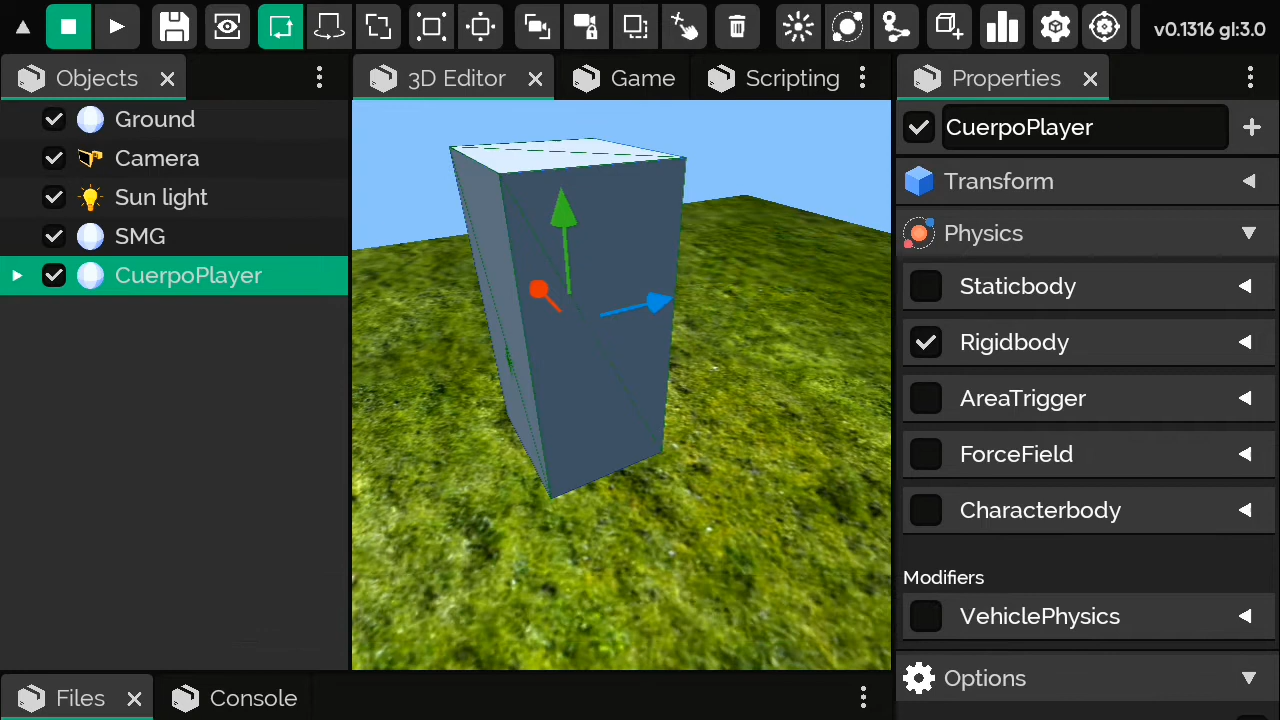 v0.1316 gl:3.0
Objects
3D Editor
Game
Scripting
Properties
Ground
Camera
Sun light
SMG
CuerpoPlayer
CuerpoPlayer
Transform
Physics
Staticbody
Rigidbody
AreaTrigger
ForceField
Characterbody
Modifiers
VehiclePhysics
Options
Files
Console